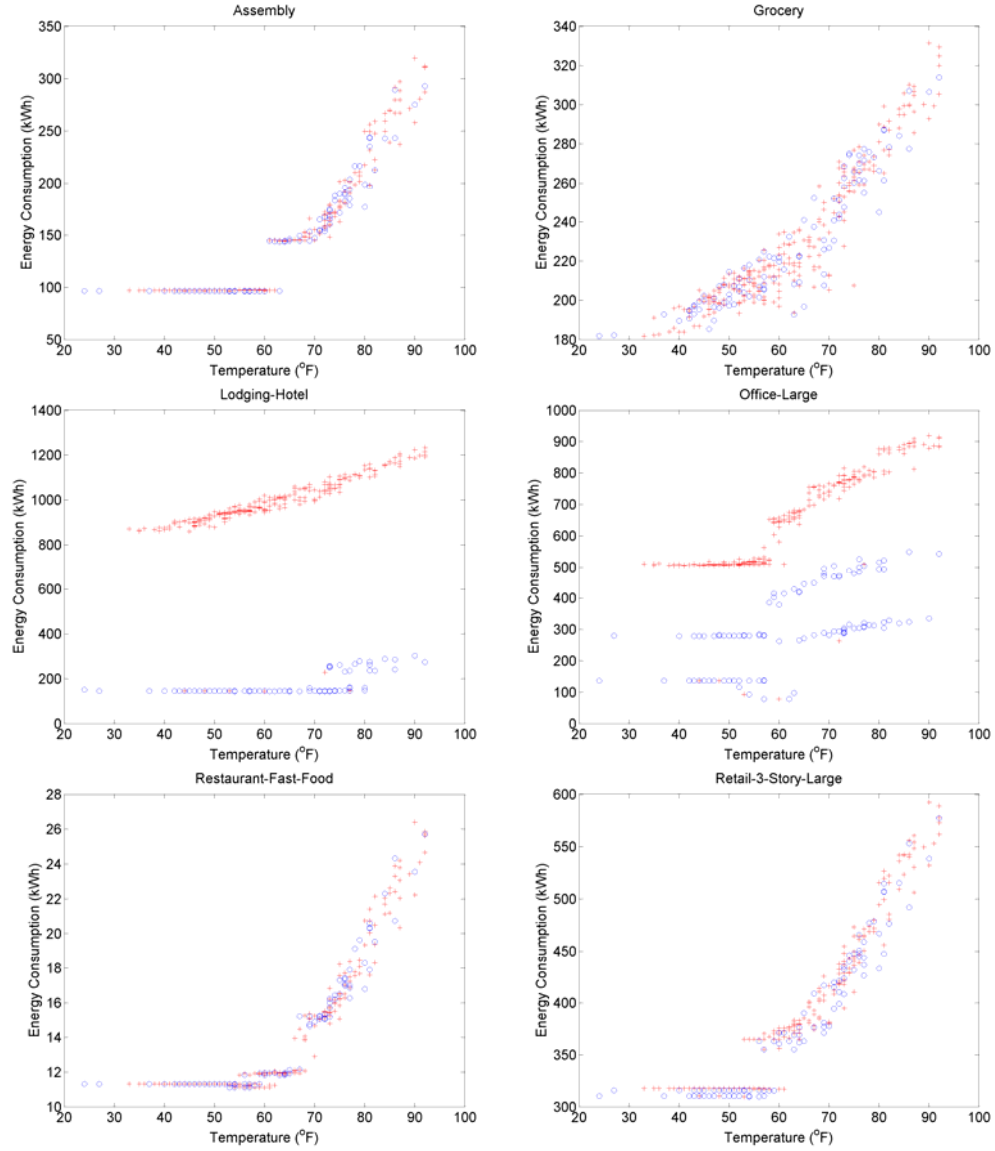 Assembly
Energy Consumption (kWh)
350
300
250
200
150
100
50
20 30 40 50 60 70 80 90 100
Temperature (°F)
Grocery
Energy Consumption (kWh)
340
320
300
280
260
240
220
200
180
20 30 40 50 60 70 80 90 100
Temperature (°F)
Lodging-Hotel
Energy Consumption (kWh)
1400
1200
1000
800
600
400
200
0
20 30 40 50 60 70 80 90 100
Temperature (°F)
Office-Large
Energy Consumption (kWh)
1000
900
800
700
600
500
400
300
200
100
0
20 30 40 50 60 70 80 90 100
Temperature (°F)
Restaurant-Fast-Food
Energy Consumption (kWh)
28
26
24
22
20
18
16
14
12
10
20 30 40 50 60 70 80 90 100
Temperature (°F)
Retail-3-Story-Large
Energy Consumption (kWh)
600
550
500
450
400
350
300
20 30 40 50 60 70 80 90 100
Temperature (°F)